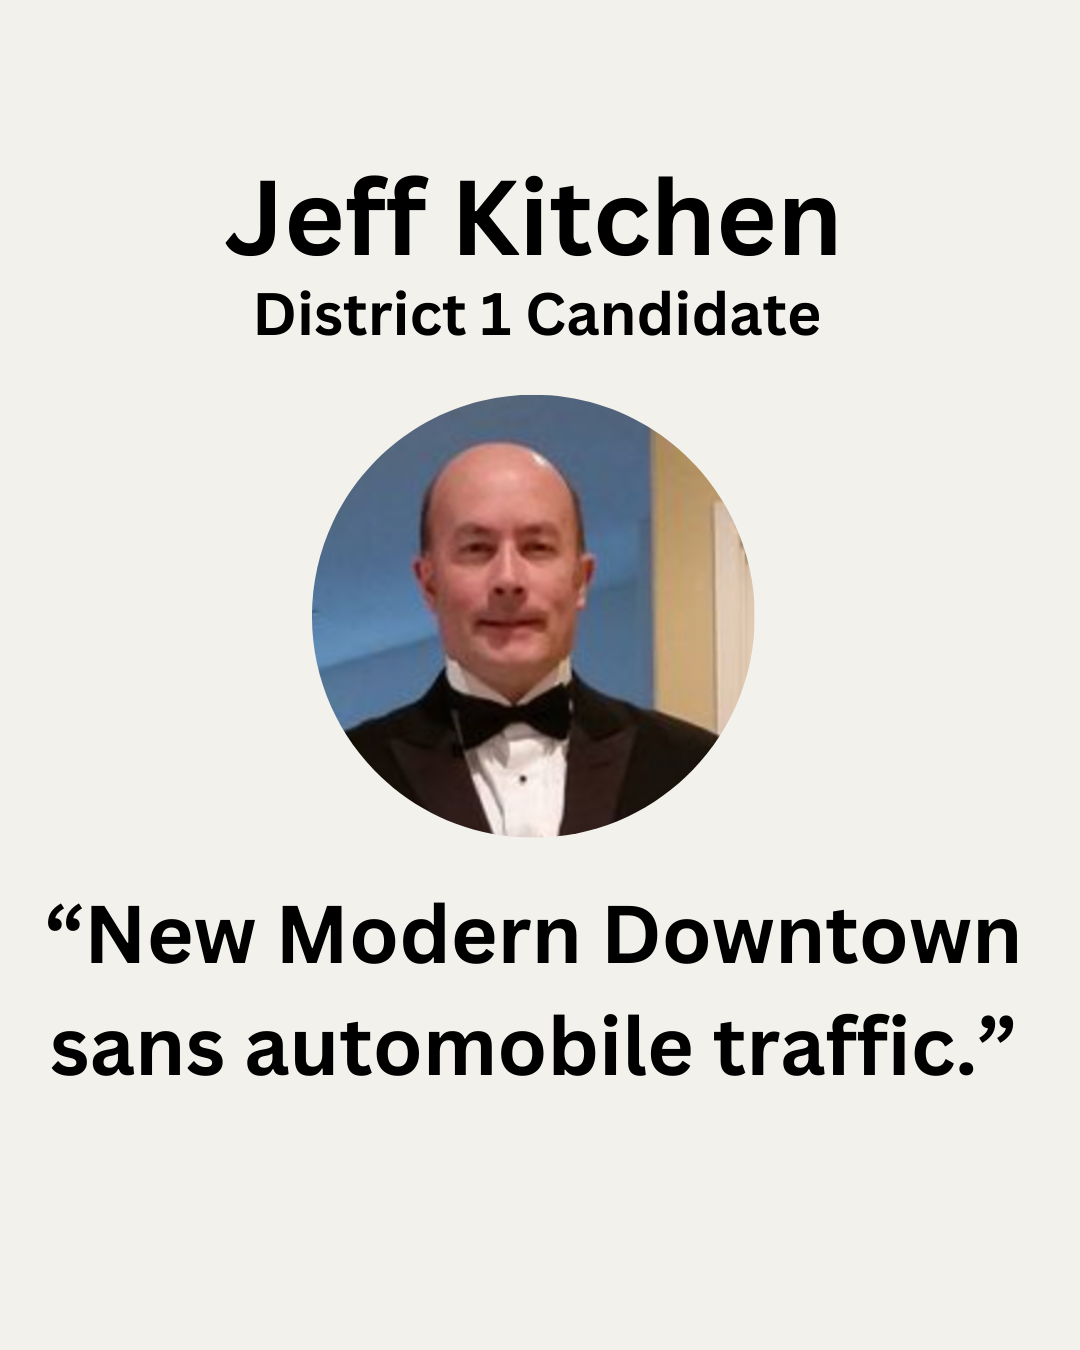 Jeff Kitchen
District 1 Candidate
“New Modern Downtown
sans automobile traffic.”